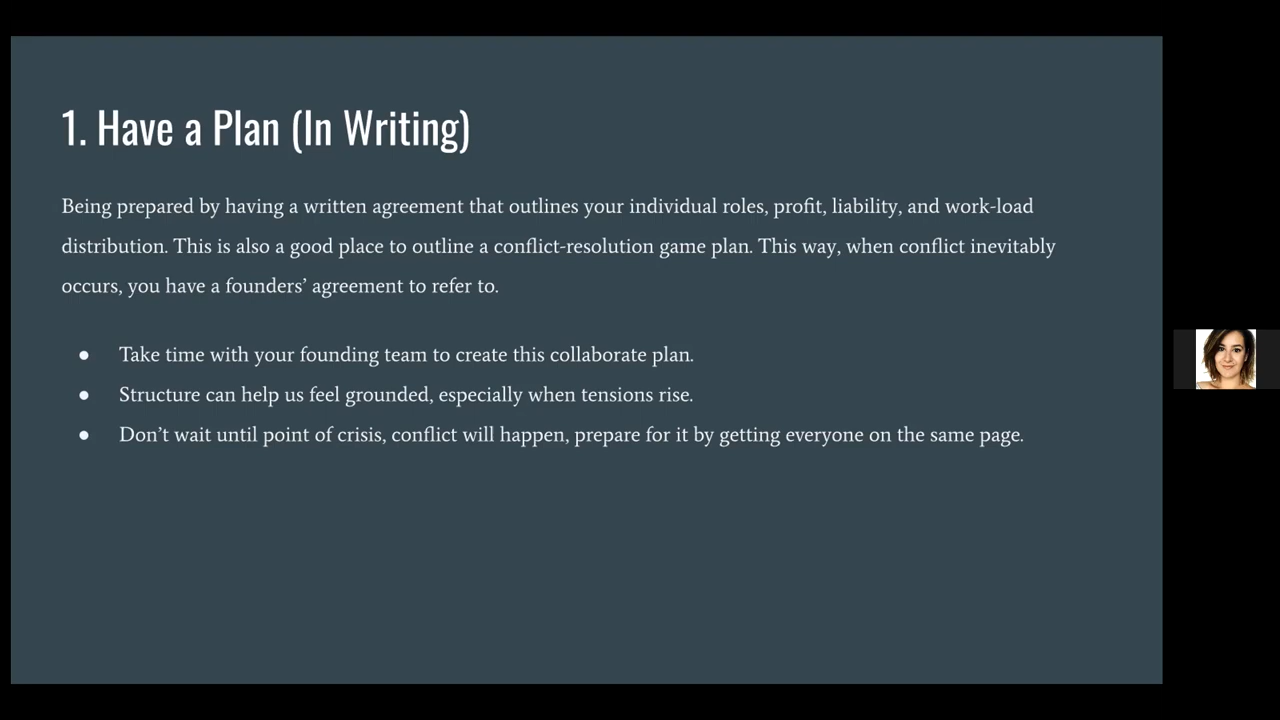 1. Have a Plan (In Writing)
Being prepared by having a written agreement that outlines your individual roles, profit, liability, and work-load
distribution. This is also a good place to outline a conflict-resolution game plan. This way, when conflict inevitably
occurs, you have a founders’ agreement to refer to.
● Take time with your founding team to create this collaborate plan.
● Structure can help us feel grounded, especially when tensions rise.
● Don’t wait until point of crisis, conflict will happen, prepare for it by getting everyone on the same page.